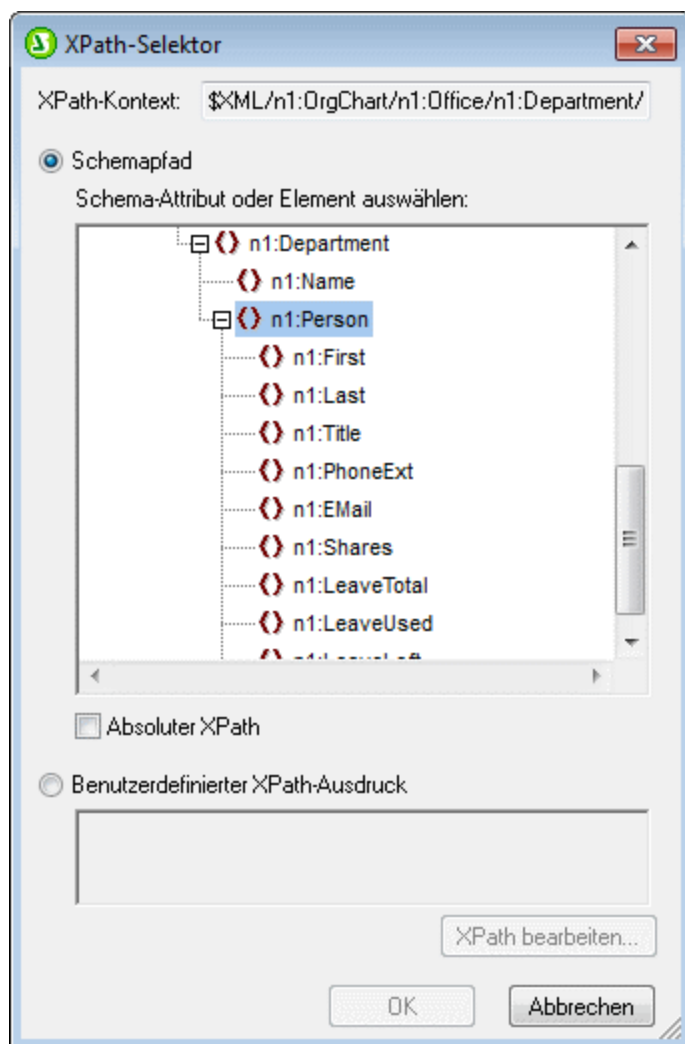 XPath-Selektor
XPath-Kontext: $XML/n1:OrgChart/n1:Office/n1:Department/
Schemapfad
Schema-Attribut oder Element auswählen:
n1:Department
n1:Name
n1:Person
n1:First
n1:Last
n1:Title
n1:PhoneExt
n1:EMail
n1:Shares
n1:LeaveTotal
n1:LeaveUsed
n1:LeaveLeft
Absoluter XPath
Benutzerdefinierter XPath-Ausdruck
XPath bearbeiten...
OK Abbrechen